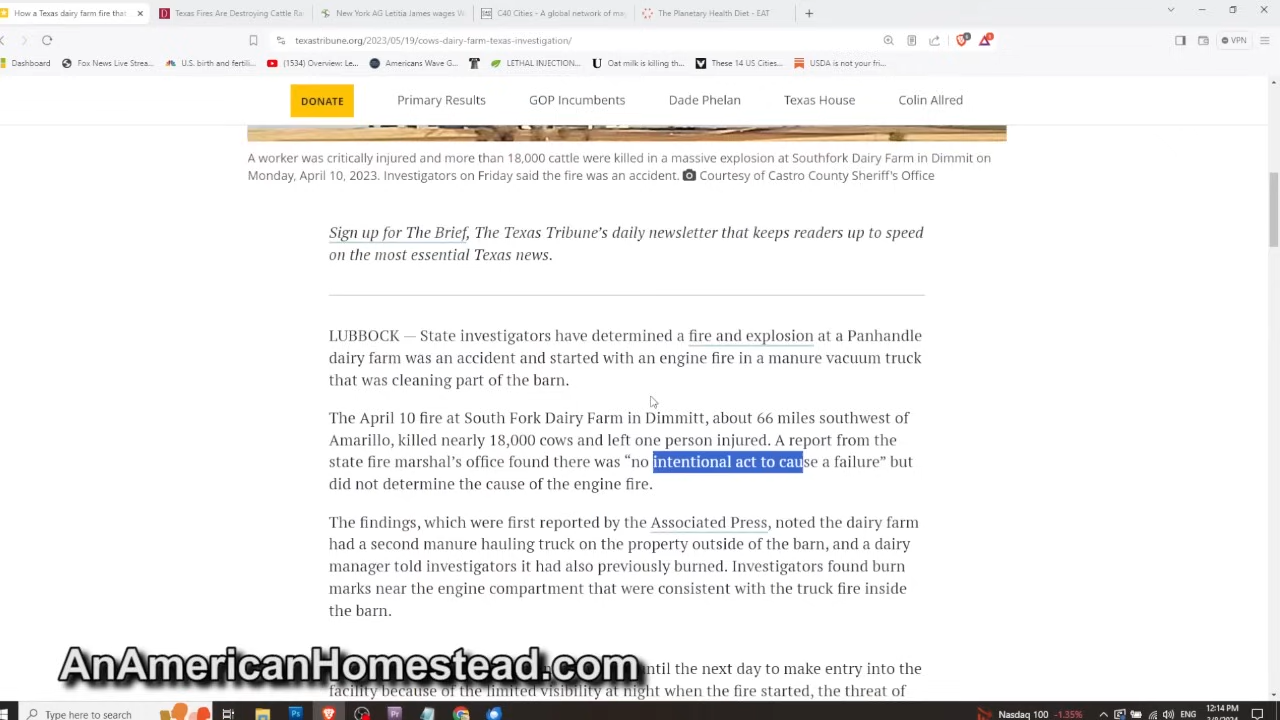 How a Texas dairy farm fire that
Texas Fires Are Destroying Cattle Ra
New York AG Letitia James wages W
C40 Cities - A global network of ma
The Planetary Health Diet - EAT
texastribune.org/2023/05/19/cows-dairy-farm-texas-investigation/
VPN
Dashboard
Fox News Live Strea...
U.S. birth and fertili...
(1534) Overview: Le...
Americans Wave G...
LETHAL INJECTION...
Oat milk is killing th...
These 14 US Cities...
USDA is not your fri...
DONATE
Primary Results
GOP Incumbents
Dade Phelan
Texas House
Colin Allred
A worker was critically injured and more than 18,000 cattle were killed in a massive explosion at Southfork Dairy Farm in Dimmit on
Monday, April 10, 2023. Investigators on Friday said the fire was an accident. Courtesy of Castro County Sheriff's Office
Sign up for The Brief, The Texas Tribune’s daily newsletter that keeps readers up to speed
on the most essential Texas news.
LUBBOCK — State investigators have determined a fire and explosion at a Panhandle
dairy farm was an accident and started with an engine fire in a manure vacuum truck
that was cleaning part of the barn.
The April 10 fire at South Fork Dairy Farm in Dimmitt, about 66 miles southwest of
Amarillo, killed nearly 18,000 cows and left one person injured. A report from the
state fire marshal’s office found there was “no intentional act to cause a failure” but
did not determine the cause of the engine fire.
The findings, which were first reported by the Associated Press, noted the dairy farm
had a second manure hauling truck on the property outside of the barn, and a dairy
manager told investigators it had also previously burned. Investigators found burn
marks near the engine compartment that were consistent with the truck fire inside
the barn.
AnAmericanHomestead.com
until the next day to make entry into the
facility because of the limited visibility at night when the fire started, the threat of
Type here to search
Nasdaq 100 -1.35%
12:14 PM